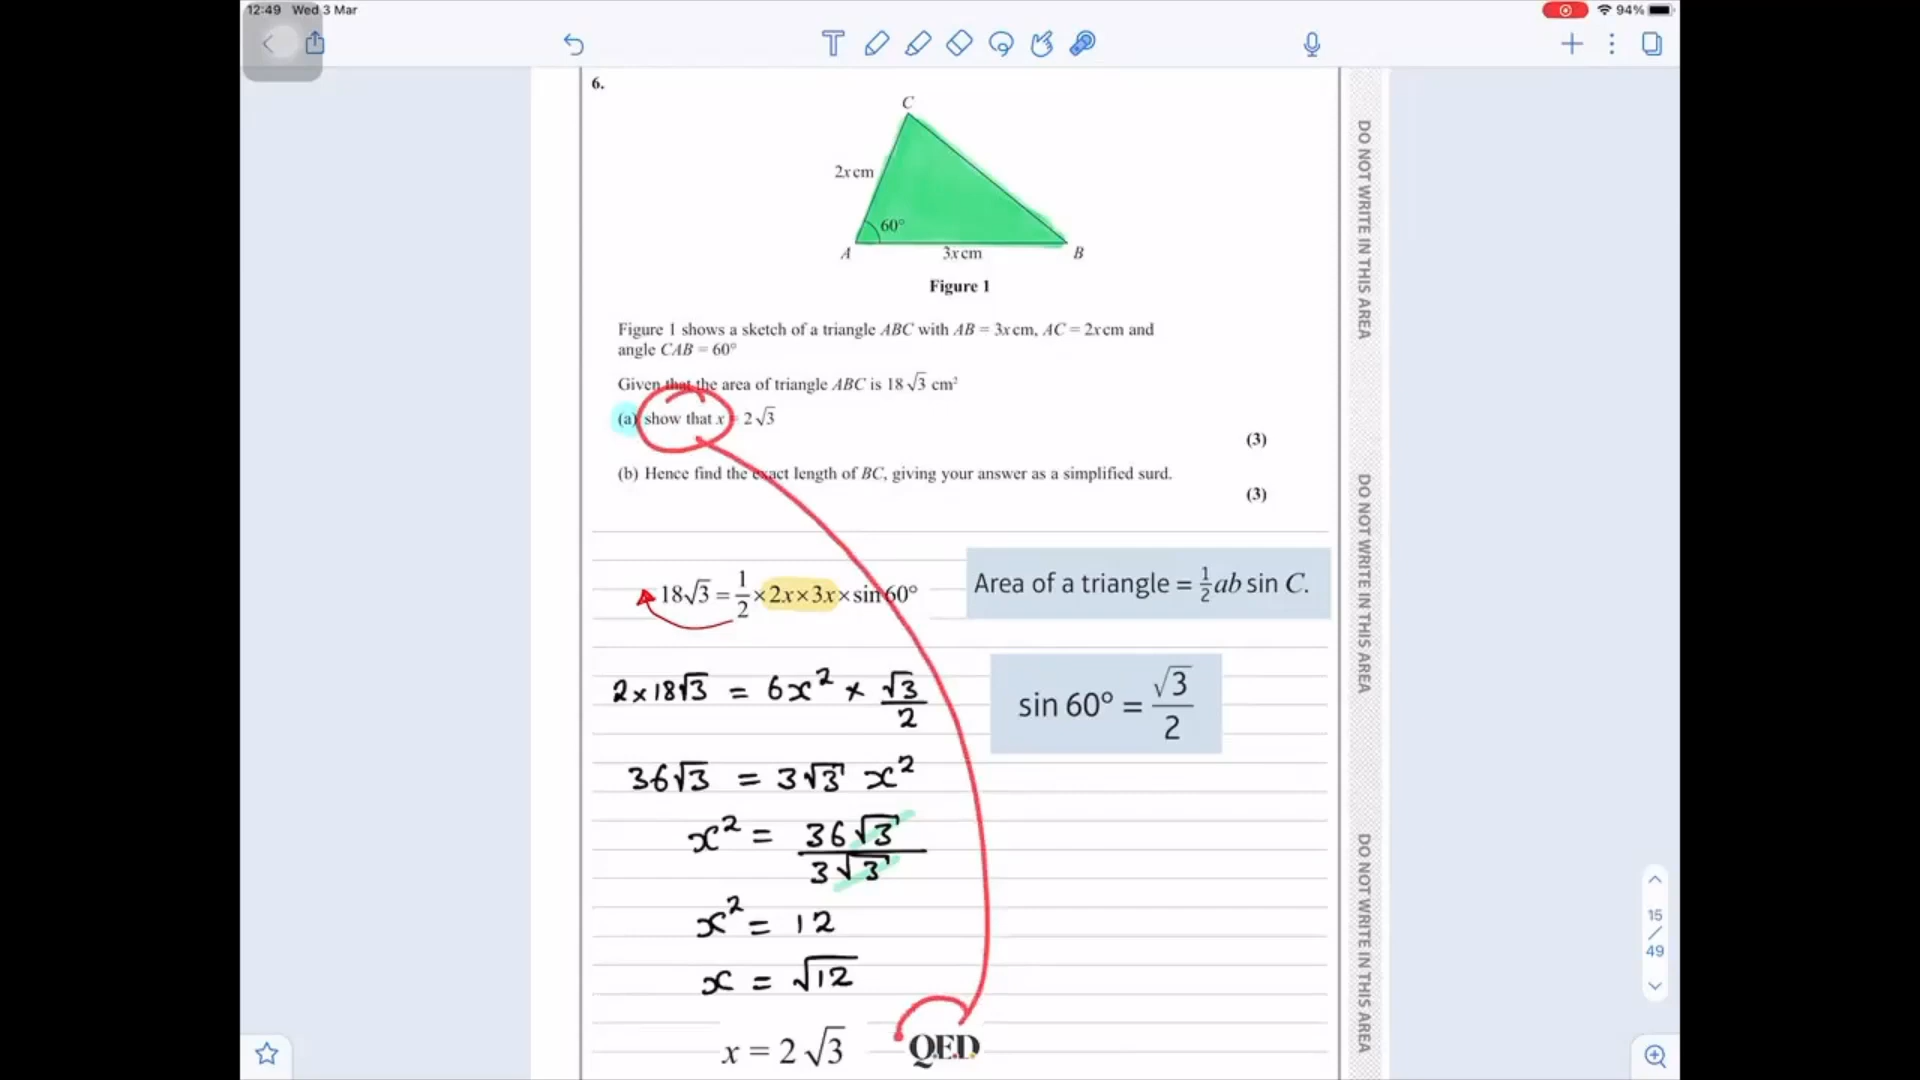 12:49 Wed 3 Mar
94%
6.
C
2x cm
60°
A
3x cm
B
Figure 1
Figure 1 shows a sketch of a triangle ABC with AB = 3x cm, AC = 2x cm and
angle CAB = 60°
Given that the area of triangle ABC is 18√3 cm²
(a) show that x = 2√3
(3)
(b) Hence find the exact length of BC, giving your answer as a simplified surd.
(3)
18√3 = 1/2 × 2x × 3x × sin 60°
Area of a triangle = 1/2 ab sin C.
2 × 18√3 = 6x² × √3/2
sin 60° = √3/2
36√3 = 3√3 x²
x² = 36√3/3√3
x² = 12
x = √12
x = 2√3
Q.E.D.
DO NOT WRITE IN THIS AREA
DO NOT WRITE IN THIS AREA
DO NOT WRITE IN THIS AREA
15
/
49